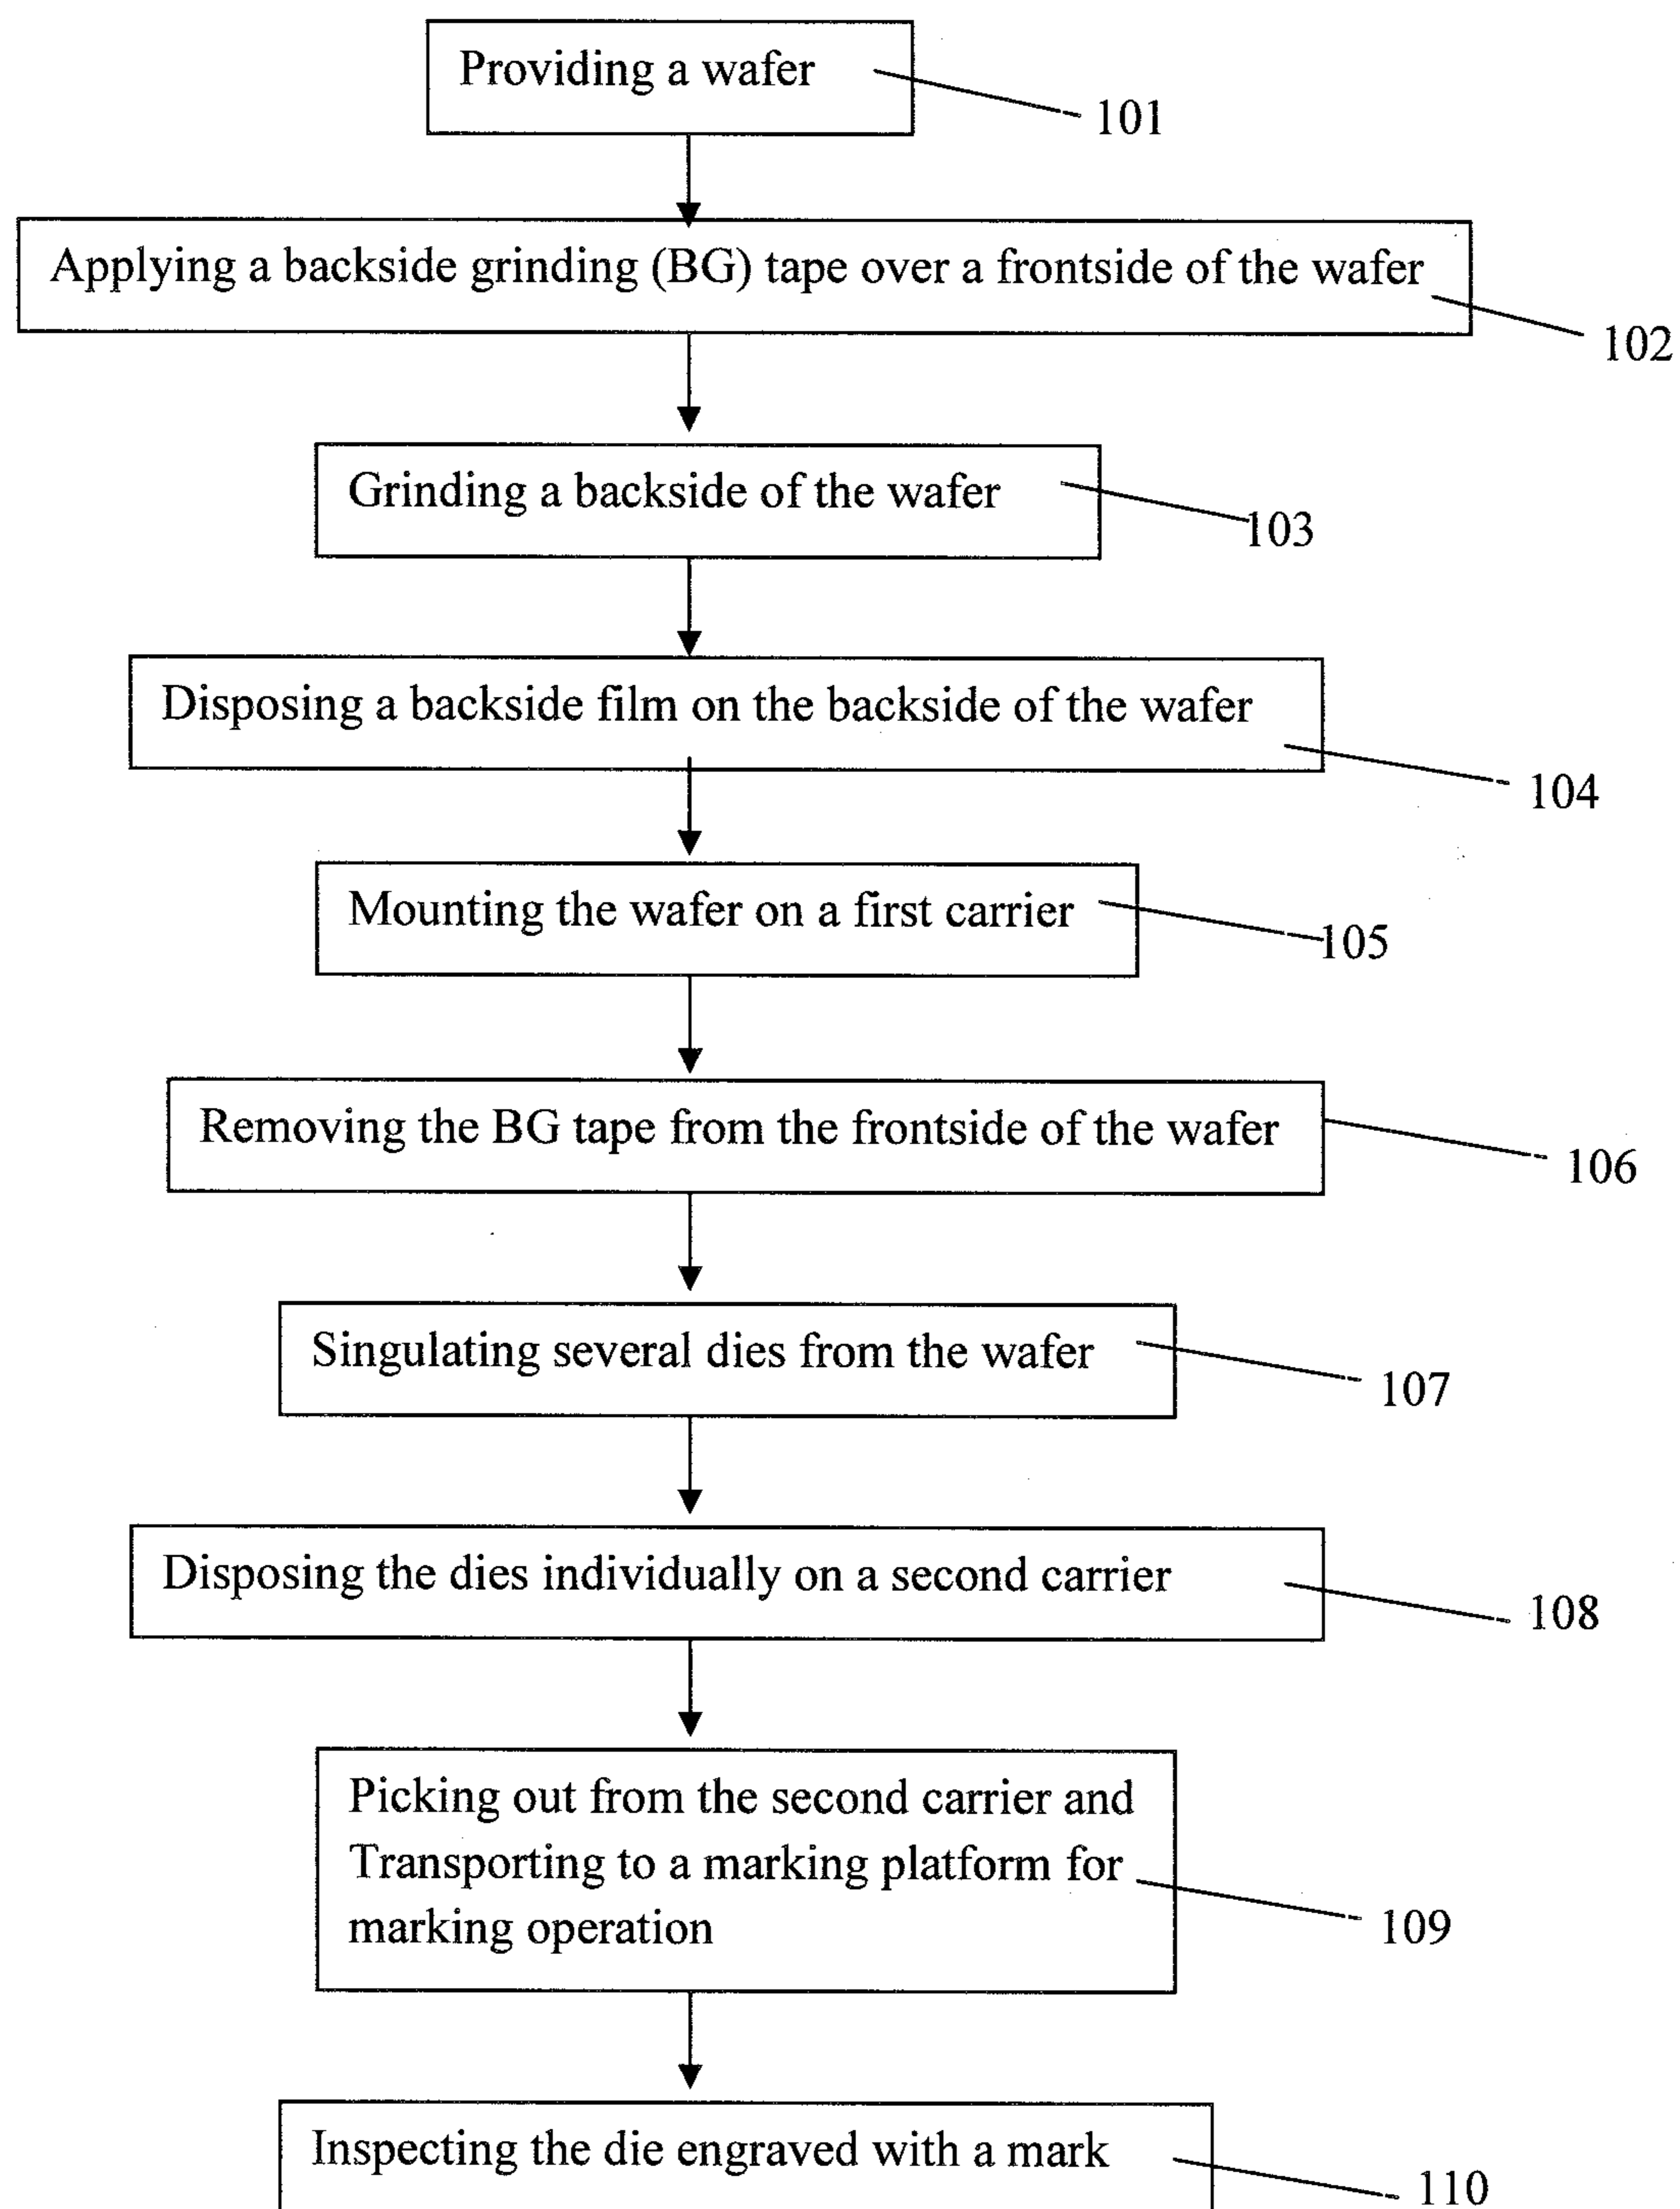 Providing a wafer
101
Applying a backside grinding (BG) tape over a frontside of the wafer
102
Grinding a backside of the wafer
103
Disposing a backside film on the backside of the wafer
104
Mounting the wafer on a first carrier
105
Removing the BG tape from the frontside of the wafer
106
Singulating several dies from the wafer
107
Disposing the dies individually on a second carrier
108
Picking out from the second carrier and
Transporting to a marking platform for
marking operation
109
Inspecting the die engraved with a mark
110